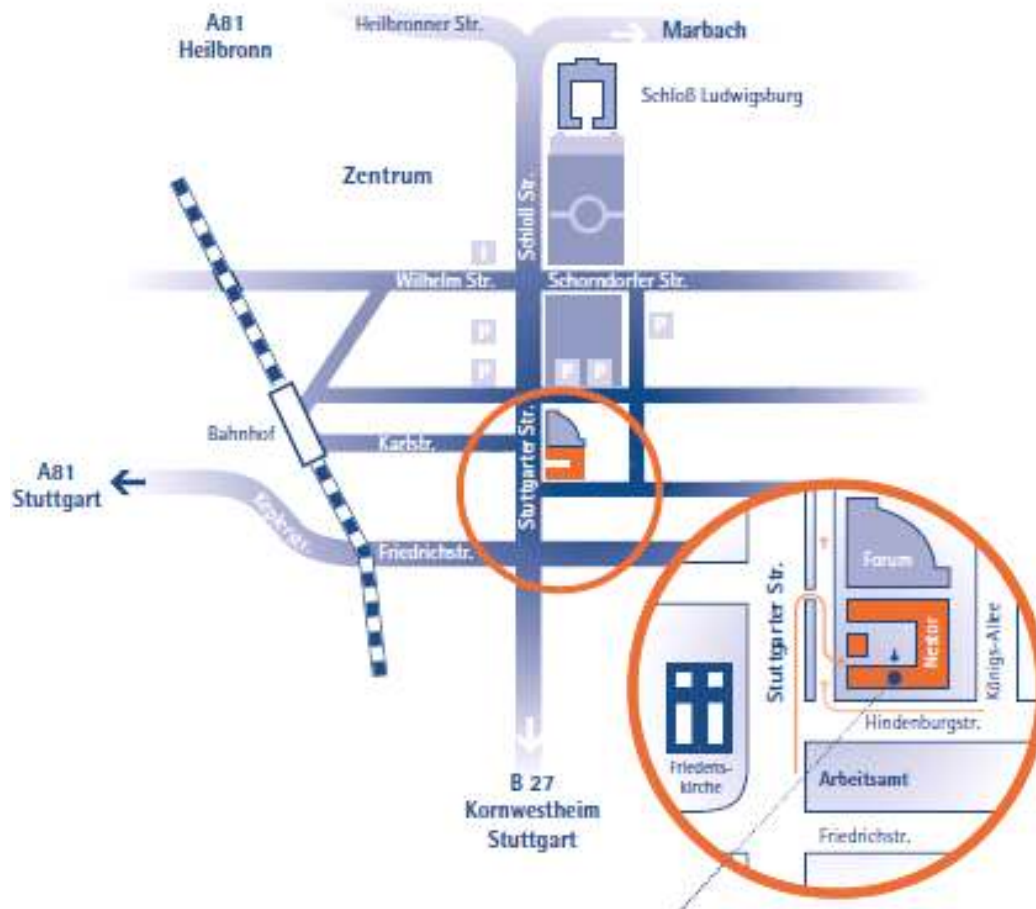 A81
Heilbronn
Heilbronner Str.
Marbach
Schloß Ludwigsburg
Zentrum
Schloß Str.
I
Wilhelm Str.
Schorndorfer Str.
P
P
P
P
P
Bahnhof
Karlstr.
Stuttgarter Str.
A81
Stuttgart
Keplerstr.
Friedrichstr.
Forum
Stuttgarter Str.
Nestor
Königs-Allee
Hindenburgstr.
Friedens-
kirche
Arbeitsamt
Friedrichstr.
B 27
Kornwestheim
Stuttgart